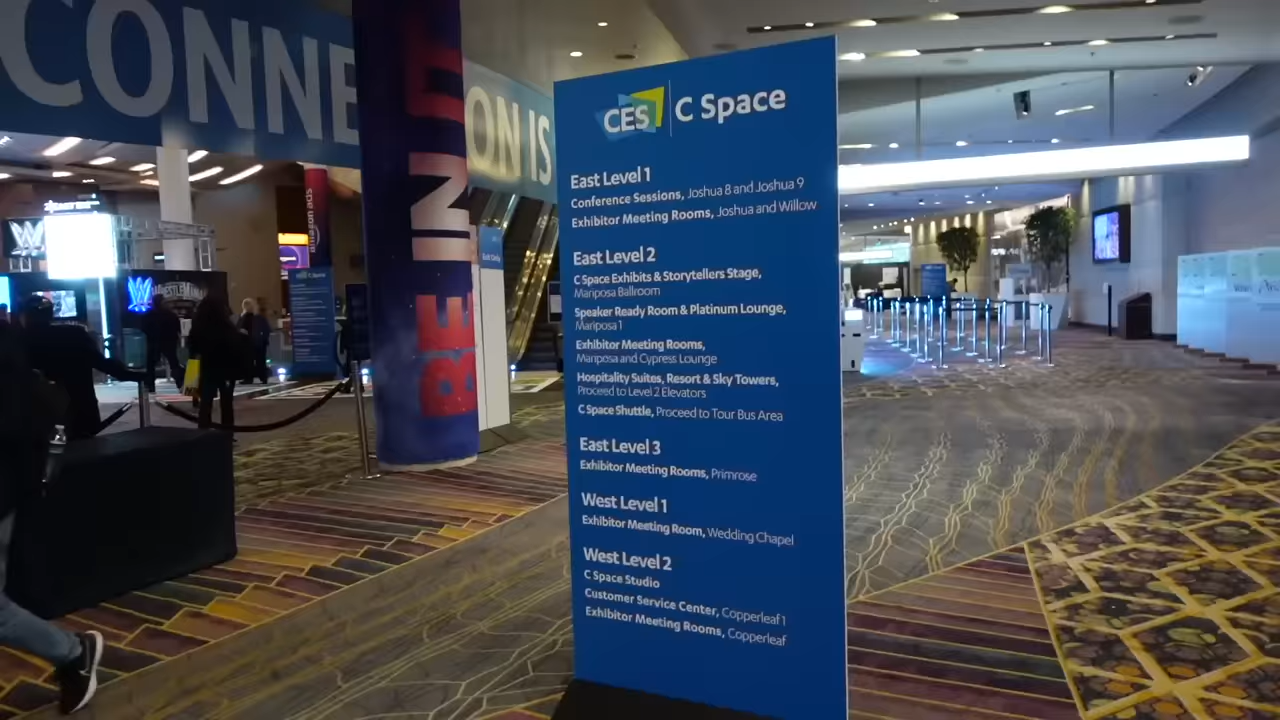 CONNE
ON IS
BE IN IT
amazon ads
WRESTLEMANIA
CES C Space
East Level 1
Conference Sessions, Joshua 8 and Joshua 9
Exhibitor Meeting Rooms, Joshua and Willow
East Level 2
C Space Exhibits & Storytellers Stage,
Mariposa Ballroom
Speaker Ready Room & Platinum Lounge,
Mariposa 1
Exhibitor Meeting Rooms,
Mariposa and Cypress Lounge
Hospitality Suites, Resort & Sky Towers,
Proceed to Level 2 Elevators
C Space Shuttle, Proceed to Tour Bus Area
East Level 3
Exhibitor Meeting Rooms, Primrose
West Level 1
Exhibitor Meeting Room, Wedding Chapel
West Level 2
C Space Studio
Customer Service Center, Copperleaf 1
Exhibitor Meeting Rooms, Copperleaf